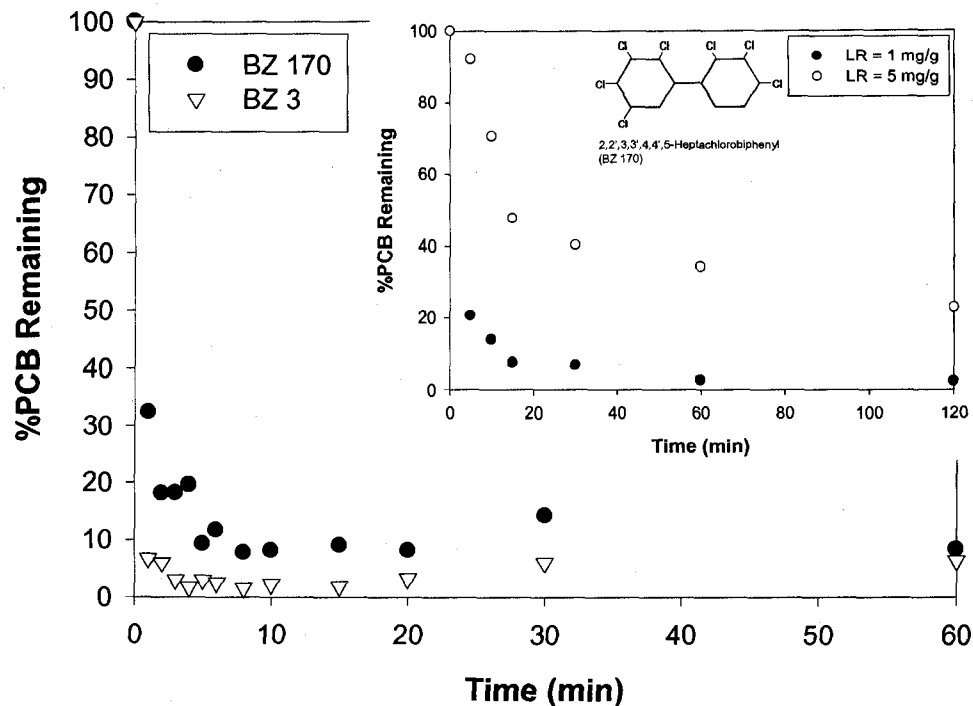 100
90
80
70
60
50
40
30
20
10
0
%PCB Remaining
BZ 170
BZ 3
0 10 20 30 40 50 60
Time (min)
100
80
60
40
20
0
%PCB Remaining
Cl Cl Cl Cl
Cl Cl
Cl
2,2',3,3',4,4',5-Heptachlorobiphenyl
(BZ 170)
LR = 1 mg/g
LR = 5 mg/g
0 20 40 60 80 100 120
Time (min)